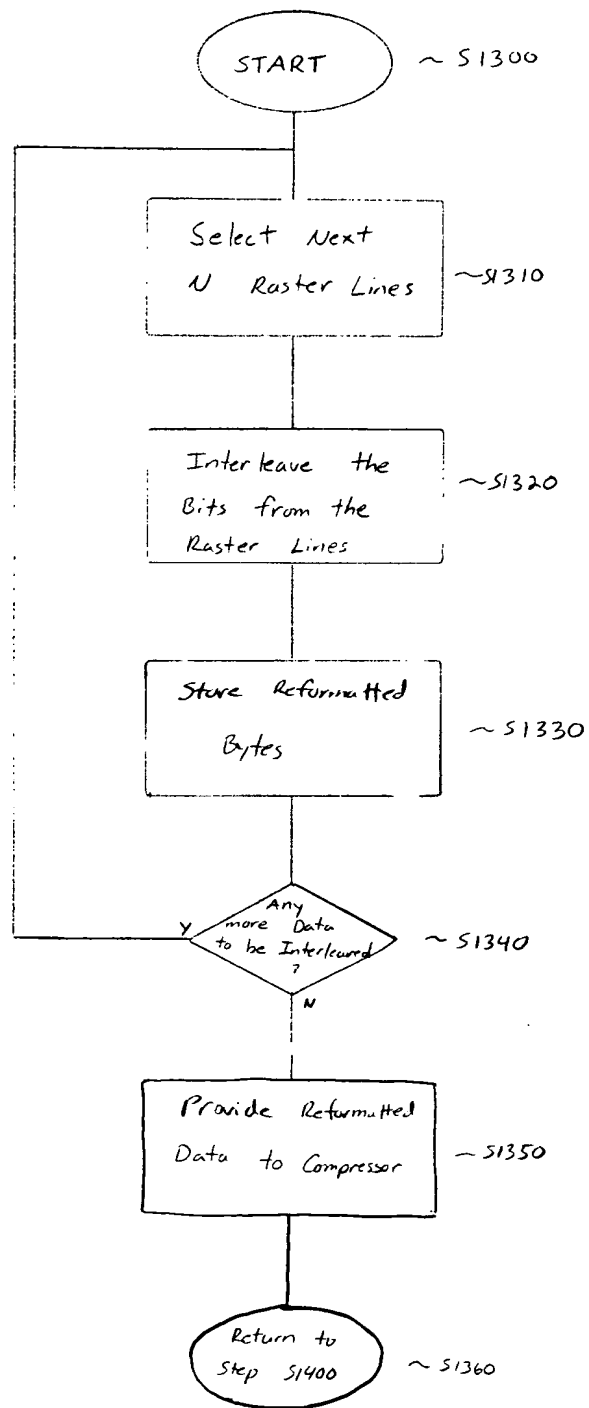 START
~ S1300
Select Next
N Raster Lines
~S1310
Interleave the
Bits from the
Raster Lines
~S1320
Store Reformatted
Bytes
~ S1330
Any
more Data
to be Interleaved
?
Y
N
~ S1340
Provide Reformatted
Data to Compressor
~ S1350
Return to
Step S1400
~ S1360